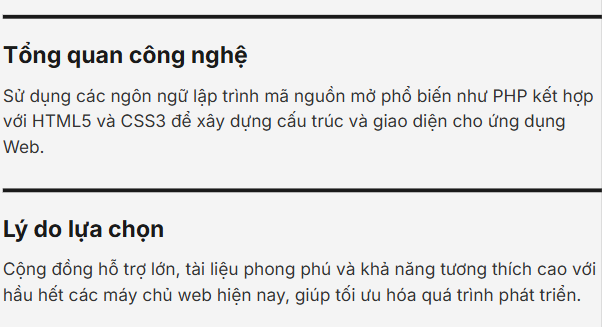 Tổng quan công nghệ
Sử dụng các ngôn ngữ lập trình mã nguồn mở phổ biến như PHP kết hợp
với HTML5 và CSS3 để xây dựng cấu trúc và giao diện cho ứng dụng
Web.
Lý do lựa chọn
Cộng đồng hỗ trợ lớn, tài liệu phong phú và khả năng tương thích cao với
hầu hết các máy chủ web hiện nay, giúp tối ưu hóa quá trình phát triển.